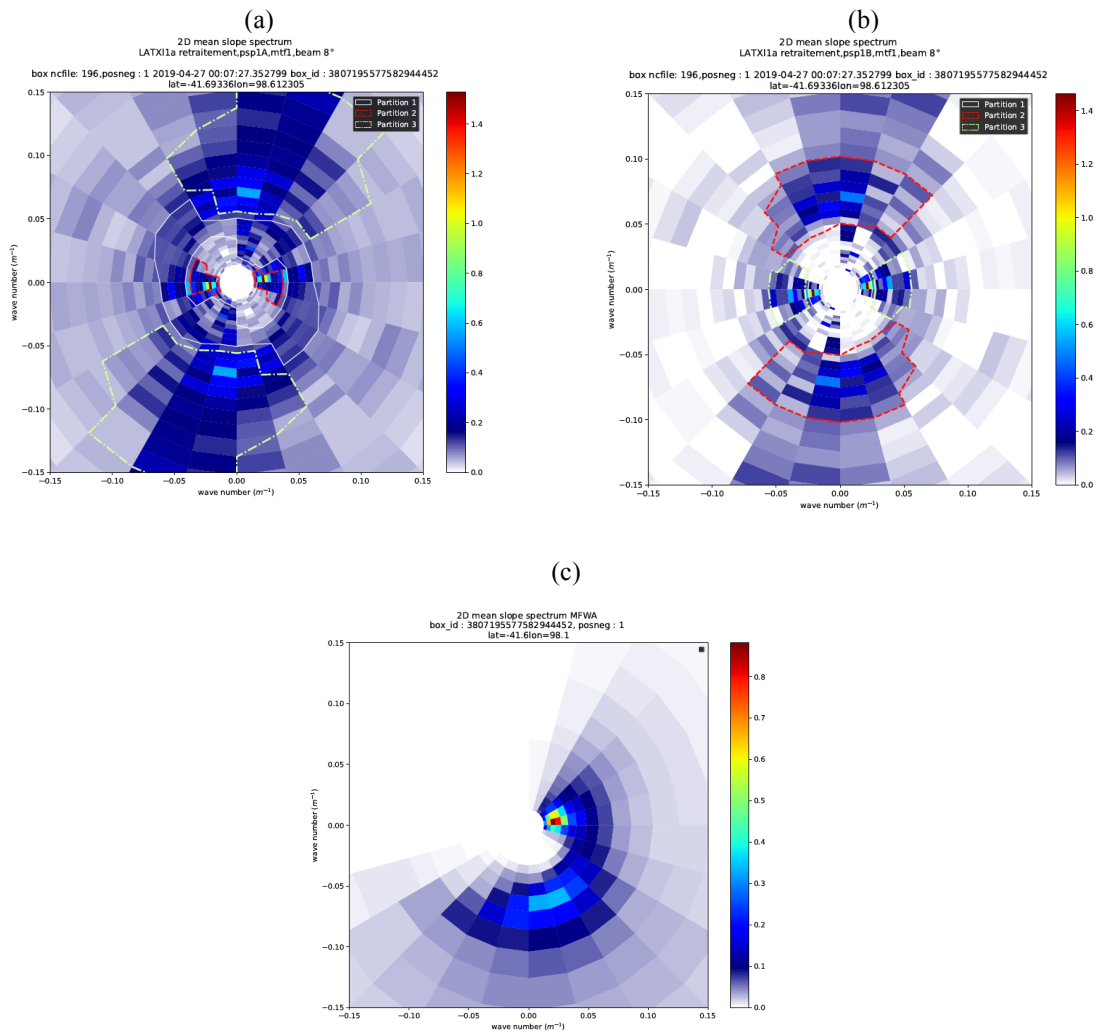 (a)
2D mean slope spectrum
LATXl1a retraitement,psp1A,mtf1,beam 8°
box ncfile: 196,posneg : 1 2019-04-27 00:07:27.352799 box_id : 3807195577582944452
lat=-41.69336lon=98.612305
Partition 1
Partition 2
Partition 3
0.15
0.10
0.05
0.00
−0.05
−0.10
−0.15
wave number (m⁻¹)
−0.15
−0.10
−0.05
0.00
0.05
0.10
0.15
wave number (m⁻¹)
1.4
1.2
1.0
0.8
0.6
0.4
0.2
0.0
(b)
2D mean slope spectrum
LATXl1a retraitement,psp1B,mtf1,beam 8°
box ncfile: 196,posneg : 1 2019-04-27 00:07:27.352799 box_id : 3807195577582944452
lat=-41.69336lon=98.612305
Partition 1
Partition 2
Partition 3
0.15
0.10
0.05
0.00
−0.05
−0.10
−0.15
wave number (m⁻¹)
−0.15
−0.10
−0.05
0.00
0.05
0.10
0.15
wave number (m⁻¹)
1.4
1.2
1.0
0.8
0.6
0.4
0.2
0.0
(c)
2D mean slope spectrum MFWA
box_id : 3807195577582944452, posneg : 1
lat=-41.6lon=98.1
0.15
0.10
0.05
0.00
−0.05
−0.10
−0.15
wave number (m⁻¹)
−0.15
−0.10
−0.05
0.00
0.05
0.10
0.15
wave number (m⁻¹)
0.8
0.7
0.6
0.5
0.4
0.3
0.2
0.1
0.0